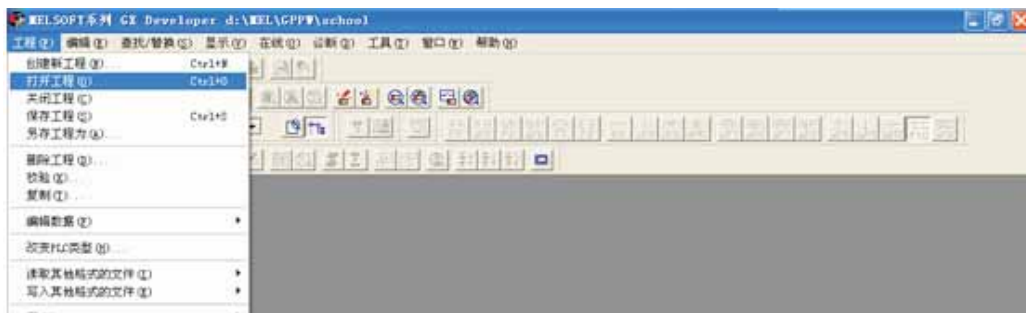 MELSOFT系列 GX Developer d:\MEL\GPPW\school
工程(F) 编辑(E) 查找/替换(S) 显示(V) 在线(O) 诊断(D) 工具(T) 窗口(W) 帮助(H)
创建新工程(N)... Ctrl+N
打开工程(O)... Ctrl+O
关闭工程(C)
保存工程(S) Ctrl+S
另存工程为(A)...
删除工程(D)...
校验(K)...
复制(T)...
编辑数据(F)
改变PLC类型(H)...
读取其他格式的文件(I)
写入其他格式的文件(X)